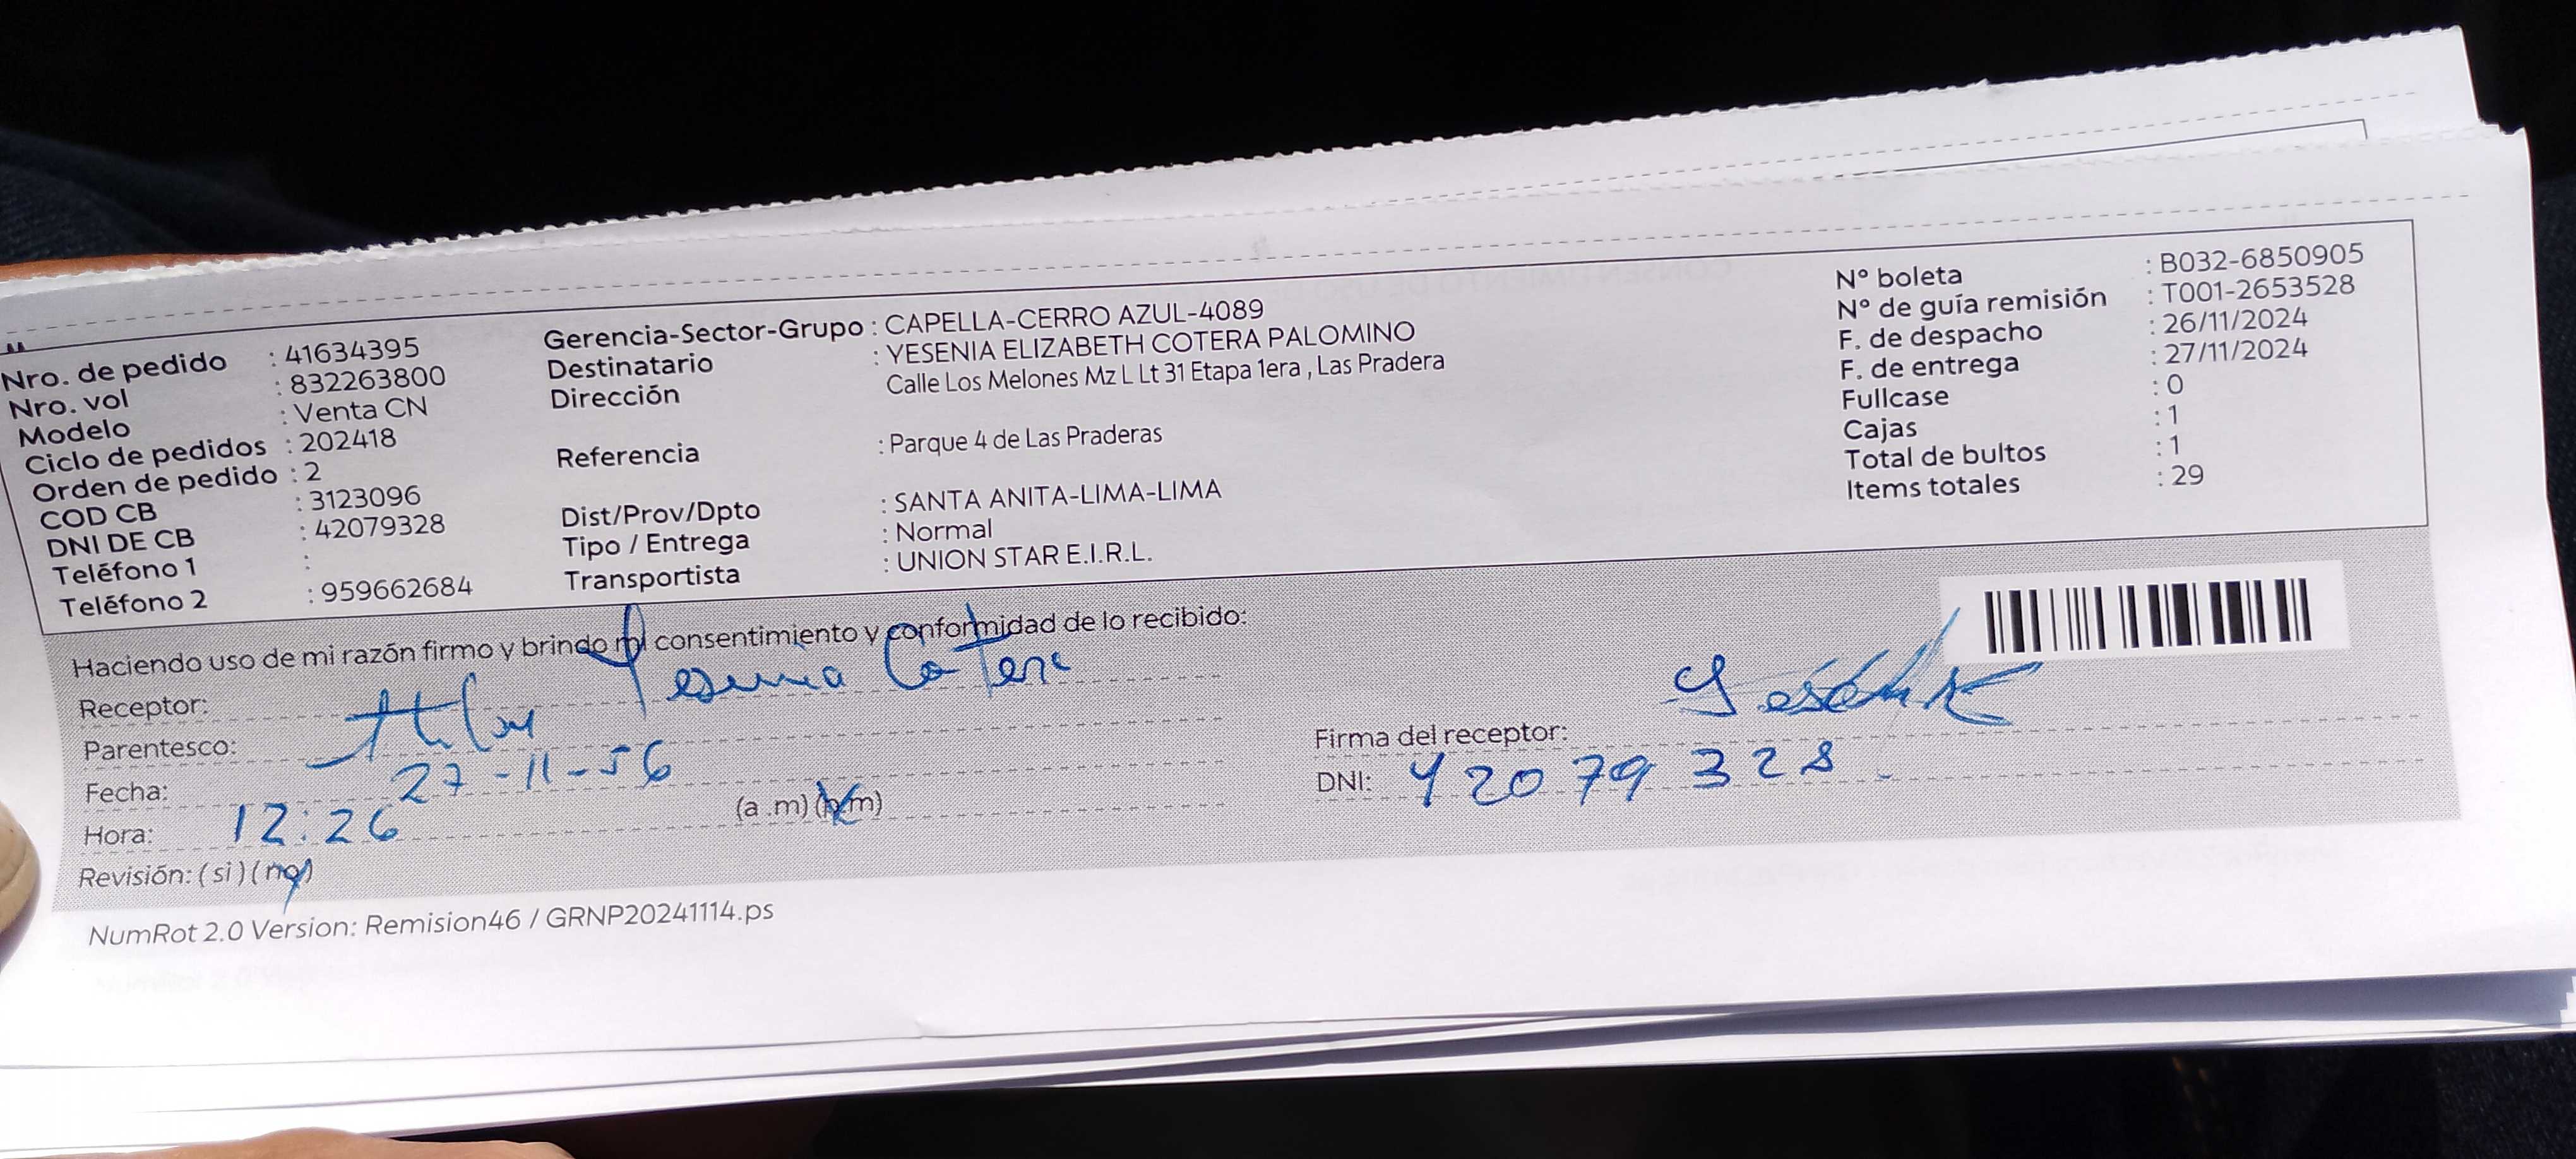 Nro. de pedido : 41634395
Nro. vol : 832263800
Modelo : Venta CN
Ciclo de pedidos : 202418
Orden de pedido : 2
COD CB : 3123096
DNI DE CB : 42079328
Teléfono 1 :
Teléfono 2 : 959662684
Gerencia-Sector-Grupo : CAPELLA-CERRO AZUL-4089
Destinatario : YESENIA ELIZABETH COTERA PALOMINO
Dirección Calle Los Melones Mz L Lt 31 Etapa 1era , Las Pradera
Referencia : Parque 4 de Las Praderas
Dist/Prov/Dpto : SANTA ANITA-LIMA-LIMA
Tipo / Entrega : Normal
Transportista : UNION STAR E.I.R.L.
N° boleta : B032-6850905
N° de guía remisión : T001-2653528
F. de despacho : 26/11/2024
F. de entrega : 27/11/2024
Fullcase : 0
Cajas : 1
Total de bultos : 1
Items totales : 29
Haciendo uso de mi razón firmo y brindo mi consentimiento y conformidad de lo recibido:
Receptor: Yesenia Cotera
Parentesco:
Fecha: 27-11-56
Hora: 12:26 (a .m) (p.m)
Revisión: ( si ) ( no )
Firma del receptor:
DNI: 42079328
NumRot 2.0 Version: Remision46 / GRNP20241114.ps